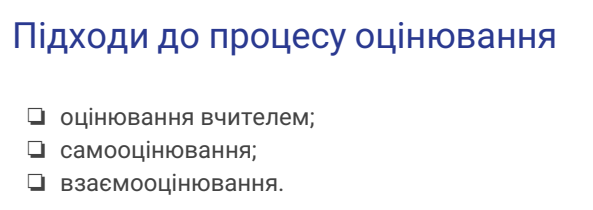 Підходи до процесу оцінювання
❏ оцінювання вчителем;
❏ самооцінювання;
❏ взаємооцінювання.